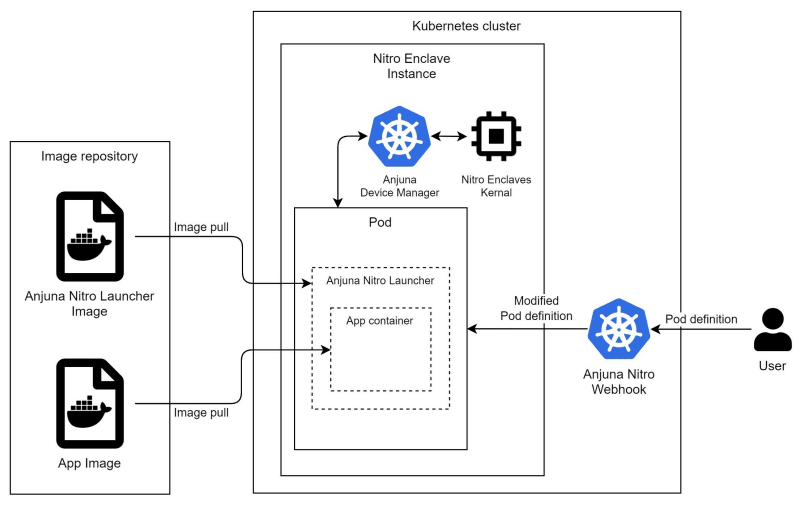 Kubernetes cluster
Nitro Enclave
Instance
Image repository
Anjuna
Device Manager
Nitro Enclaves
Kernal
Pod
Image pull
Anjuna Nitro Launcher
Image
Anjuna Nitro Launcher
App container
Modified
Pod definition
Pod definition
User
Anjuna Nitro
Webhook
Image pull
App Image